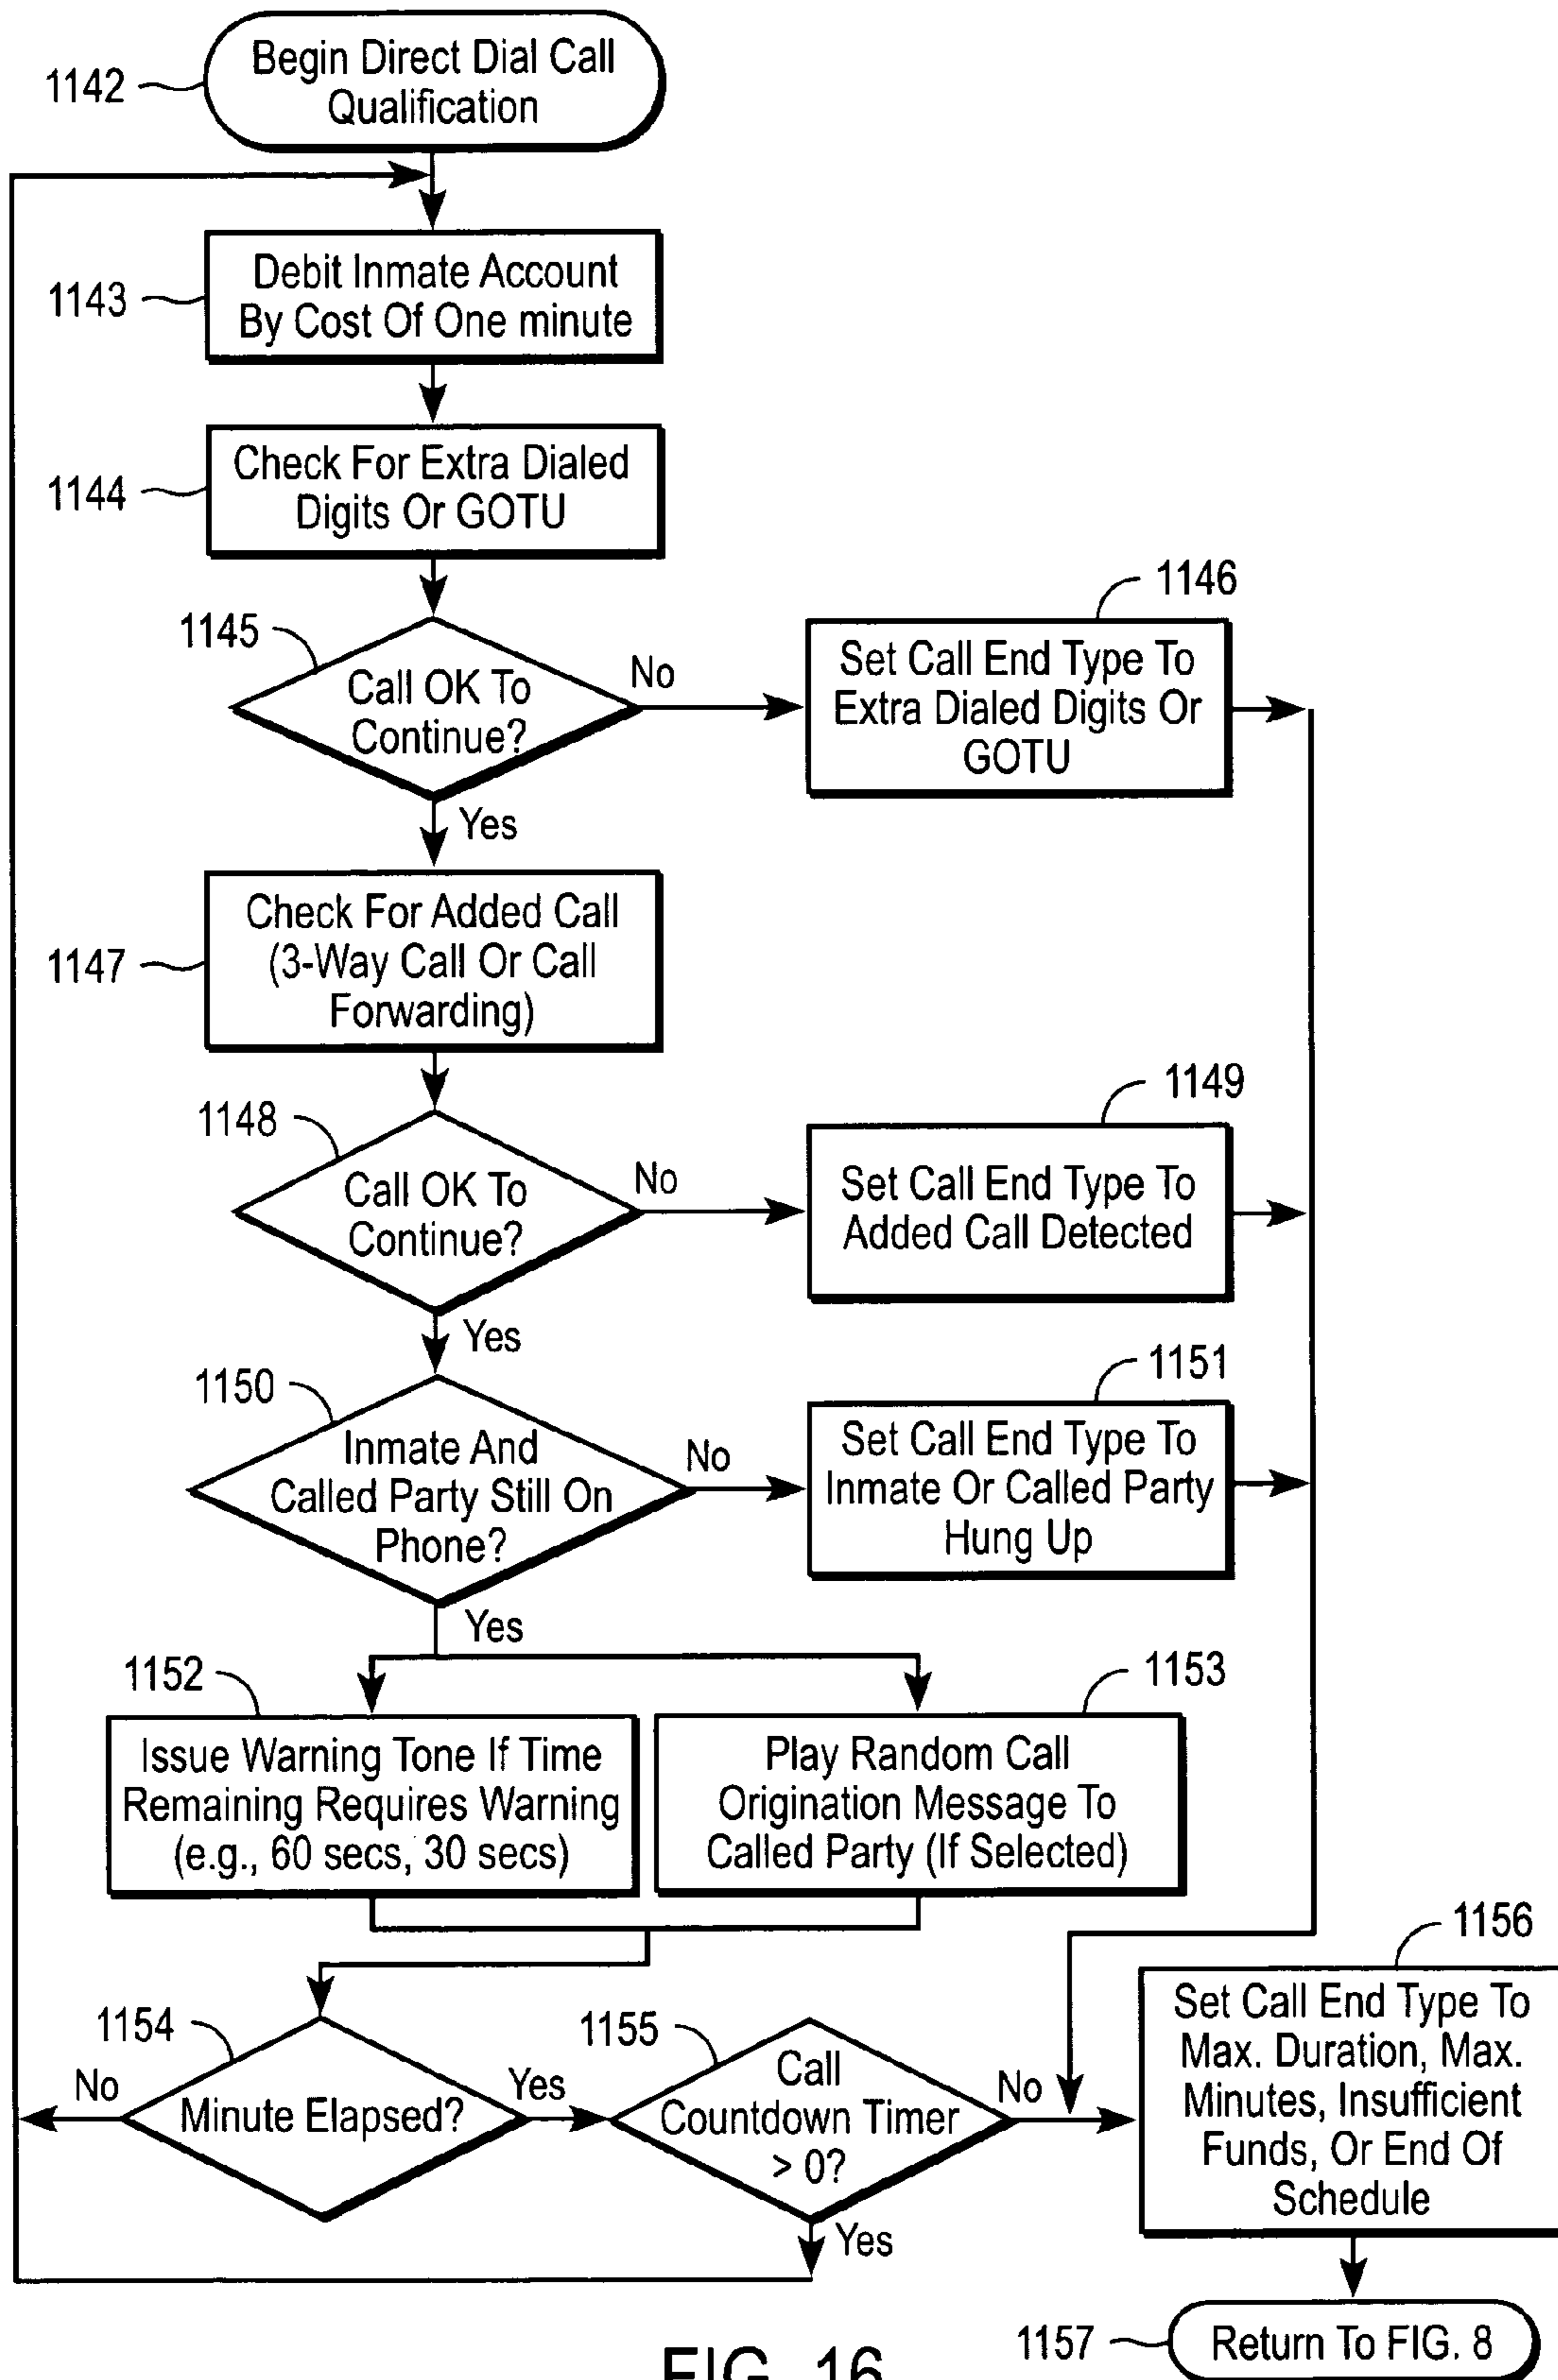 Begin Direct Dial Call
Qualification
1142
Debit Inmate Account
By Cost Of One minute
1143
Check For Extra Dialed
Digits Or GOTU
1144
1145
Call OK To
Continue?
No
Yes
1146
Set Call End Type To
Extra Dialed Digits Or
GOTU
Check For Added Call
(3-Way Call Or Call
Forwarding)
1147
1148
Call OK To
Continue?
No
Yes
1149
Set Call End Type To
Added Call Detected
1150
Inmate And
Called Party Still On
Phone?
No
Yes
1151
Set Call End Type To
Inmate Or Called Party
Hung Up
1152
Issue Warning Tone If Time
Remaining Requires Warning
(e.g., 60 secs, 30 secs)
1153
Play Random Call
Origination Message To
Called Party (If Selected)
1154
No
Minute Elapsed?
Yes
1155
Call
Countdown Timer
> 0?
No
Yes
1156
Set Call End Type To
Max. Duration, Max.
Minutes, Insufficient
Funds, Or End Of
Schedule
1157
Return To FIG. 8
FIG. 16